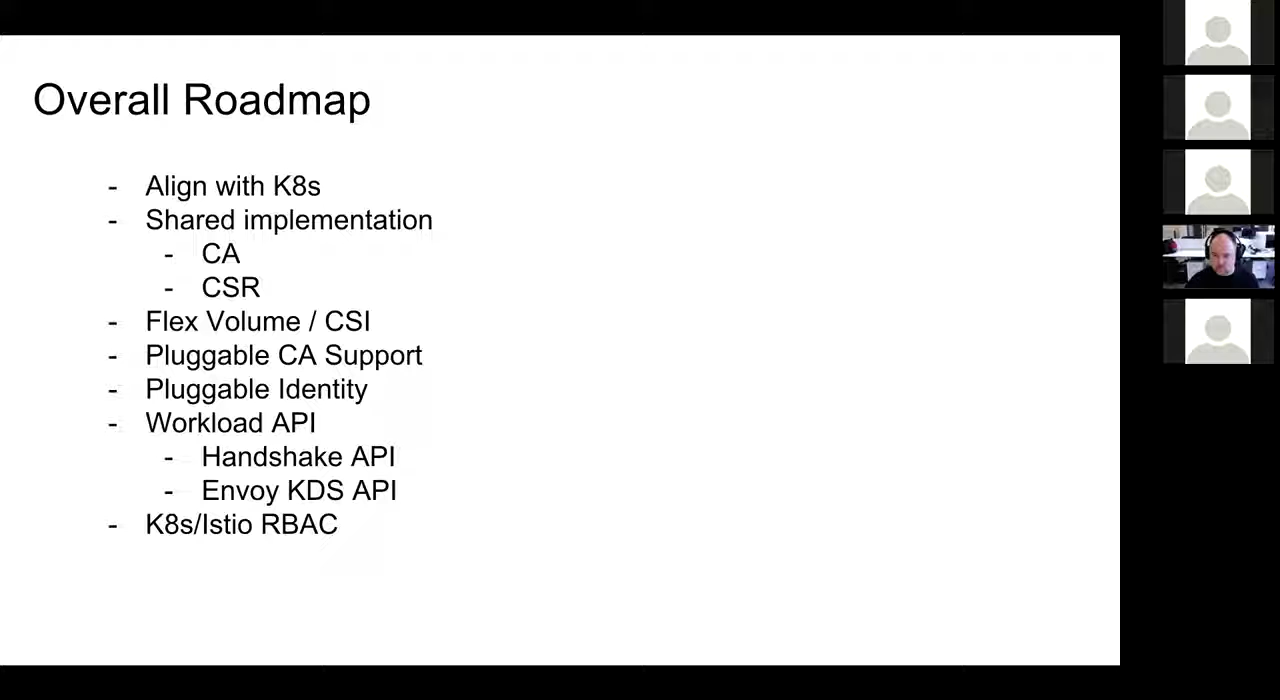 Overall Roadmap
- Align with K8s
- Shared implementation
- CA
- CSR
- Flex Volume / CSI
- Pluggable CA Support
- Pluggable Identity
- Workload API
- Handshake API
- Envoy KDS API
- K8s/Istio RBAC